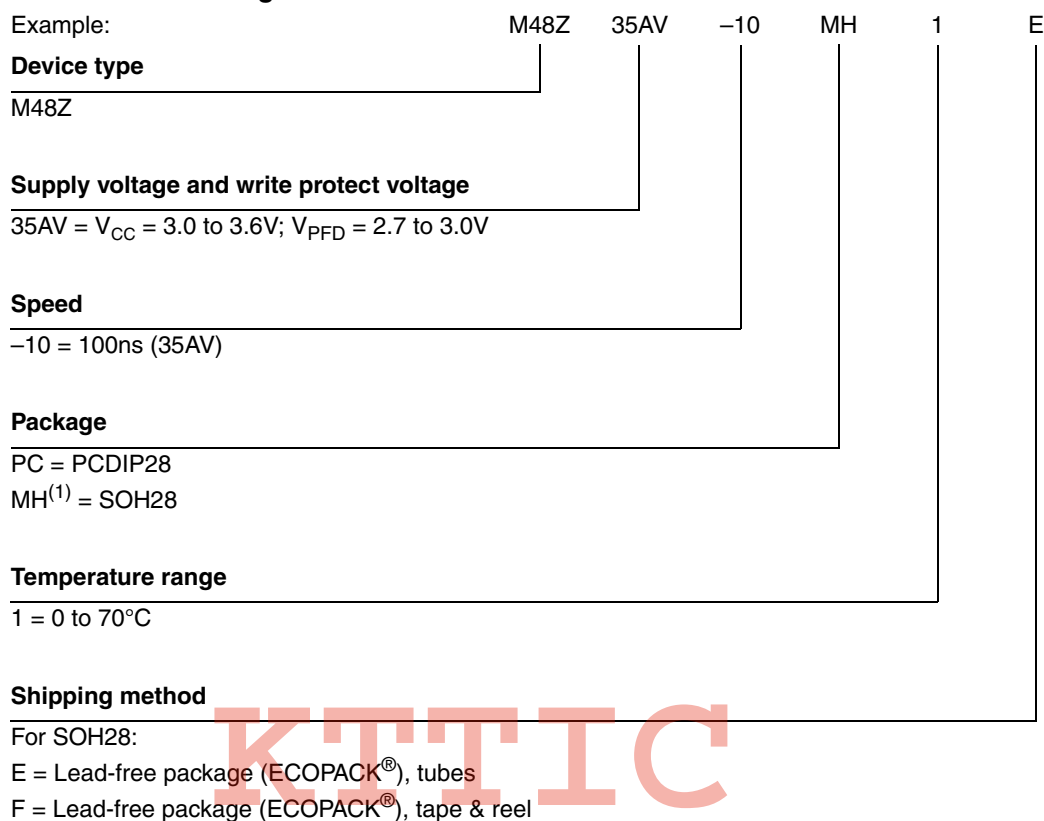 Example: M48Z 35AV –10 MH 1 E
Device type
M48Z
Supply voltage and write protect voltage
35AV = VCC = 3.0 to 3.6V; VPFD = 2.7 to 3.0V
Speed
–10 = 100ns (35AV)
Package
PC = PCDIP28
MH(1) = SOH28
Temperature range
1 = 0 to 70°C
Shipping method
For SOH28:
E = Lead-free package (ECOPACK®), tubes
F = Lead-free package (ECOPACK®), tape & reel
KTTIC